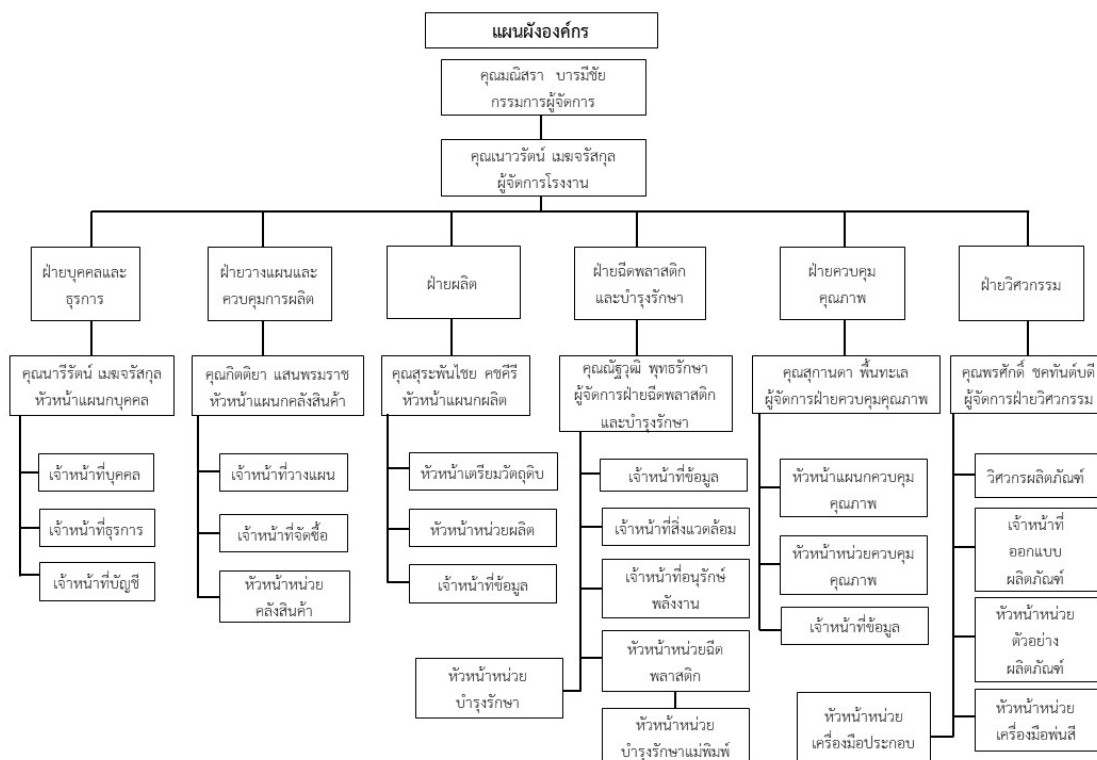 แผนผังองค์กร
คุณมณิสรา บารมีชัย
กรรมการผู้จัดการ
คุณเนาวรัตน์ เมฆจรัสกุล
ผู้จัดการโรงงาน
ฝ่ายบุคคลและ
ธุรการ
คุณนารีรัตน์ เมฆจรัสกุล
หัวหน้าแผนกบุคคล
เจ้าหน้าที่บุคคล
เจ้าหน้าที่ธุรการ
เจ้าหน้าที่บัญชี
ฝ่ายวางแผนและ
ควบคุมการผลิต
คุณกิตติยา แสนพรมราช
หัวหน้าแผนกคลังสินค้า
เจ้าหน้าที่วางแผน
เจ้าหน้าที่จัดซื้อ
หัวหน้าหน่วย
คลังสินค้า
ฝ่ายผลิต
คุณสุระพันไชย คชคีรี
หัวหน้าแผนกผลิต
หัวหน้าเตรียมวัตถุดิบ
หัวหน้าหน่วยผลิต
เจ้าหน้าที่ข้อมูล
ฝ่ายฉีดพลาสติก
และบำรุงรักษา
คุณณัฐวุฒิ พุทธรักษา
ผู้จัดการฝ่ายฉีดพลาสติก
และบำรุงรักษา
เจ้าหน้าที่ข้อมูล
เจ้าหน้าที่สิ่งแวดล้อม
เจ้าหน้าที่อนุรักษ์
พลังงาน
หัวหน้าหน่วยฉีด
พลาสติก
หัวหน้าหน่วย
บำรุงรักษา
หัวหน้าหน่วย
บำรุงรักษาแม่พิมพ์
ฝ่ายควบคุม
คุณภาพ
คุณสุกานดา พื้นทะเล
ผู้จัดการฝ่ายควบคุมคุณภาพ
หัวหน้าแผนกควบคุม
คุณภาพ
หัวหน้าหน่วยควบคุม
คุณภาพ
เจ้าหน้าที่ข้อมูล
ฝ่ายวิศวกรรม
คุณพรศักดิ์ ชคทันต์บดี
ผู้จัดการฝ่ายวิศวกรรม
วิศวกรผลิตภัณฑ์
เจ้าหน้าที่
ออกแบบ
ผลิตภัณฑ์
หัวหน้าหน่วย
ตัวอย่าง
ผลิตภัณฑ์
หัวหน้าหน่วย
เครื่องมือพ่นสี
หัวหน้าหน่วย
เครื่องมือประกอบ